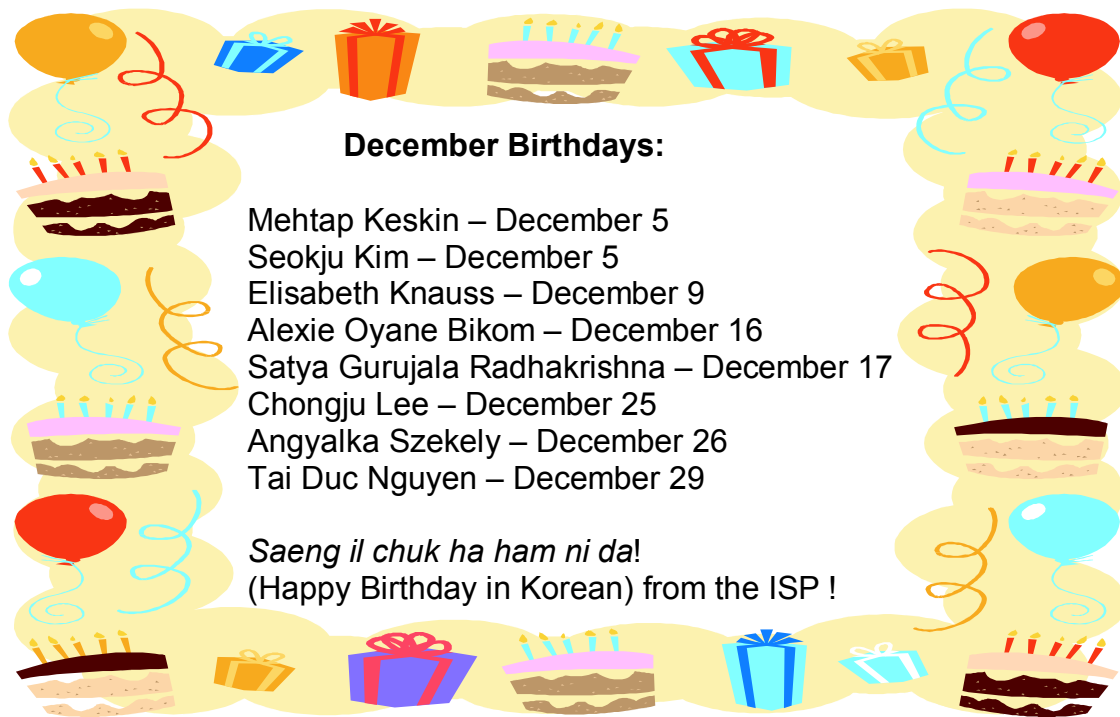 December Birthdays:
Mehtap Keskin – December 5
Seokju Kim – December 5
Elisabeth Knauss – December 9
Alexie Oyane Bikom – December 16
Satya Gurujala Radhakrishna – December 17
Chongju Lee – December 25
Angyalka Szekely – December 26
Tai Duc Nguyen – December 29
Saeng il chuk ha ham ni da!
(Happy Birthday in Korean) from the ISP !